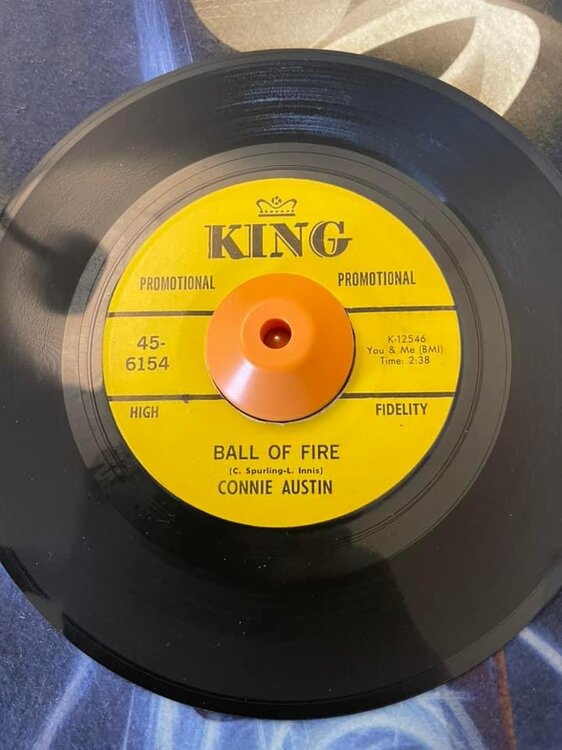 K
KING
PROMOTIONAL PROMOTIONAL
45-
6154
K-12546
You & Me (BMI)
Time: 2:38
HIGH FIDELITY
BALL OF FIRE
(C. Spurling-L. Innis)
CONNIE AUSTIN